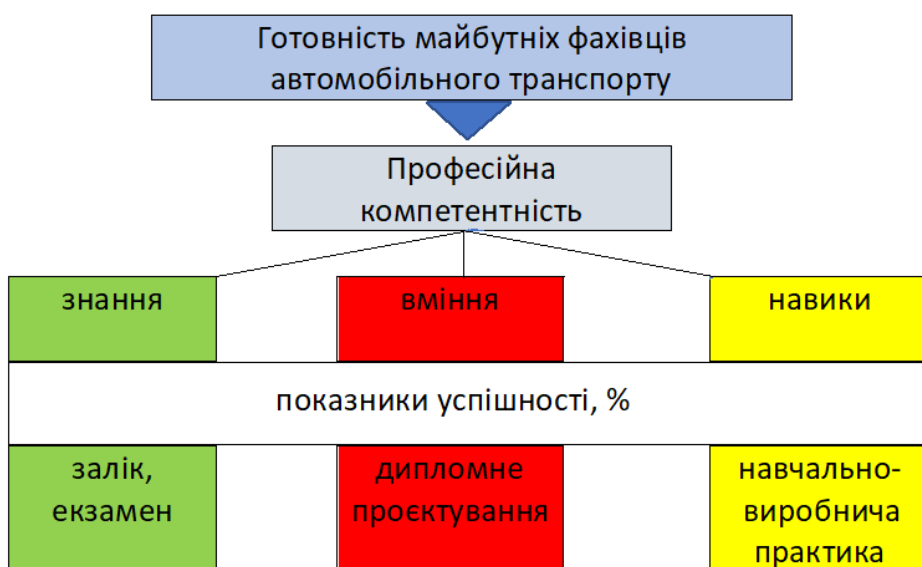 Готовність майбутніх фахівців
автомобільного транспорту
Професійна
компетентність
знання
вміння
навики
показники успішності, %
залік,
екзамен
дипломне
проєктування
навчально-
виробнича
практика